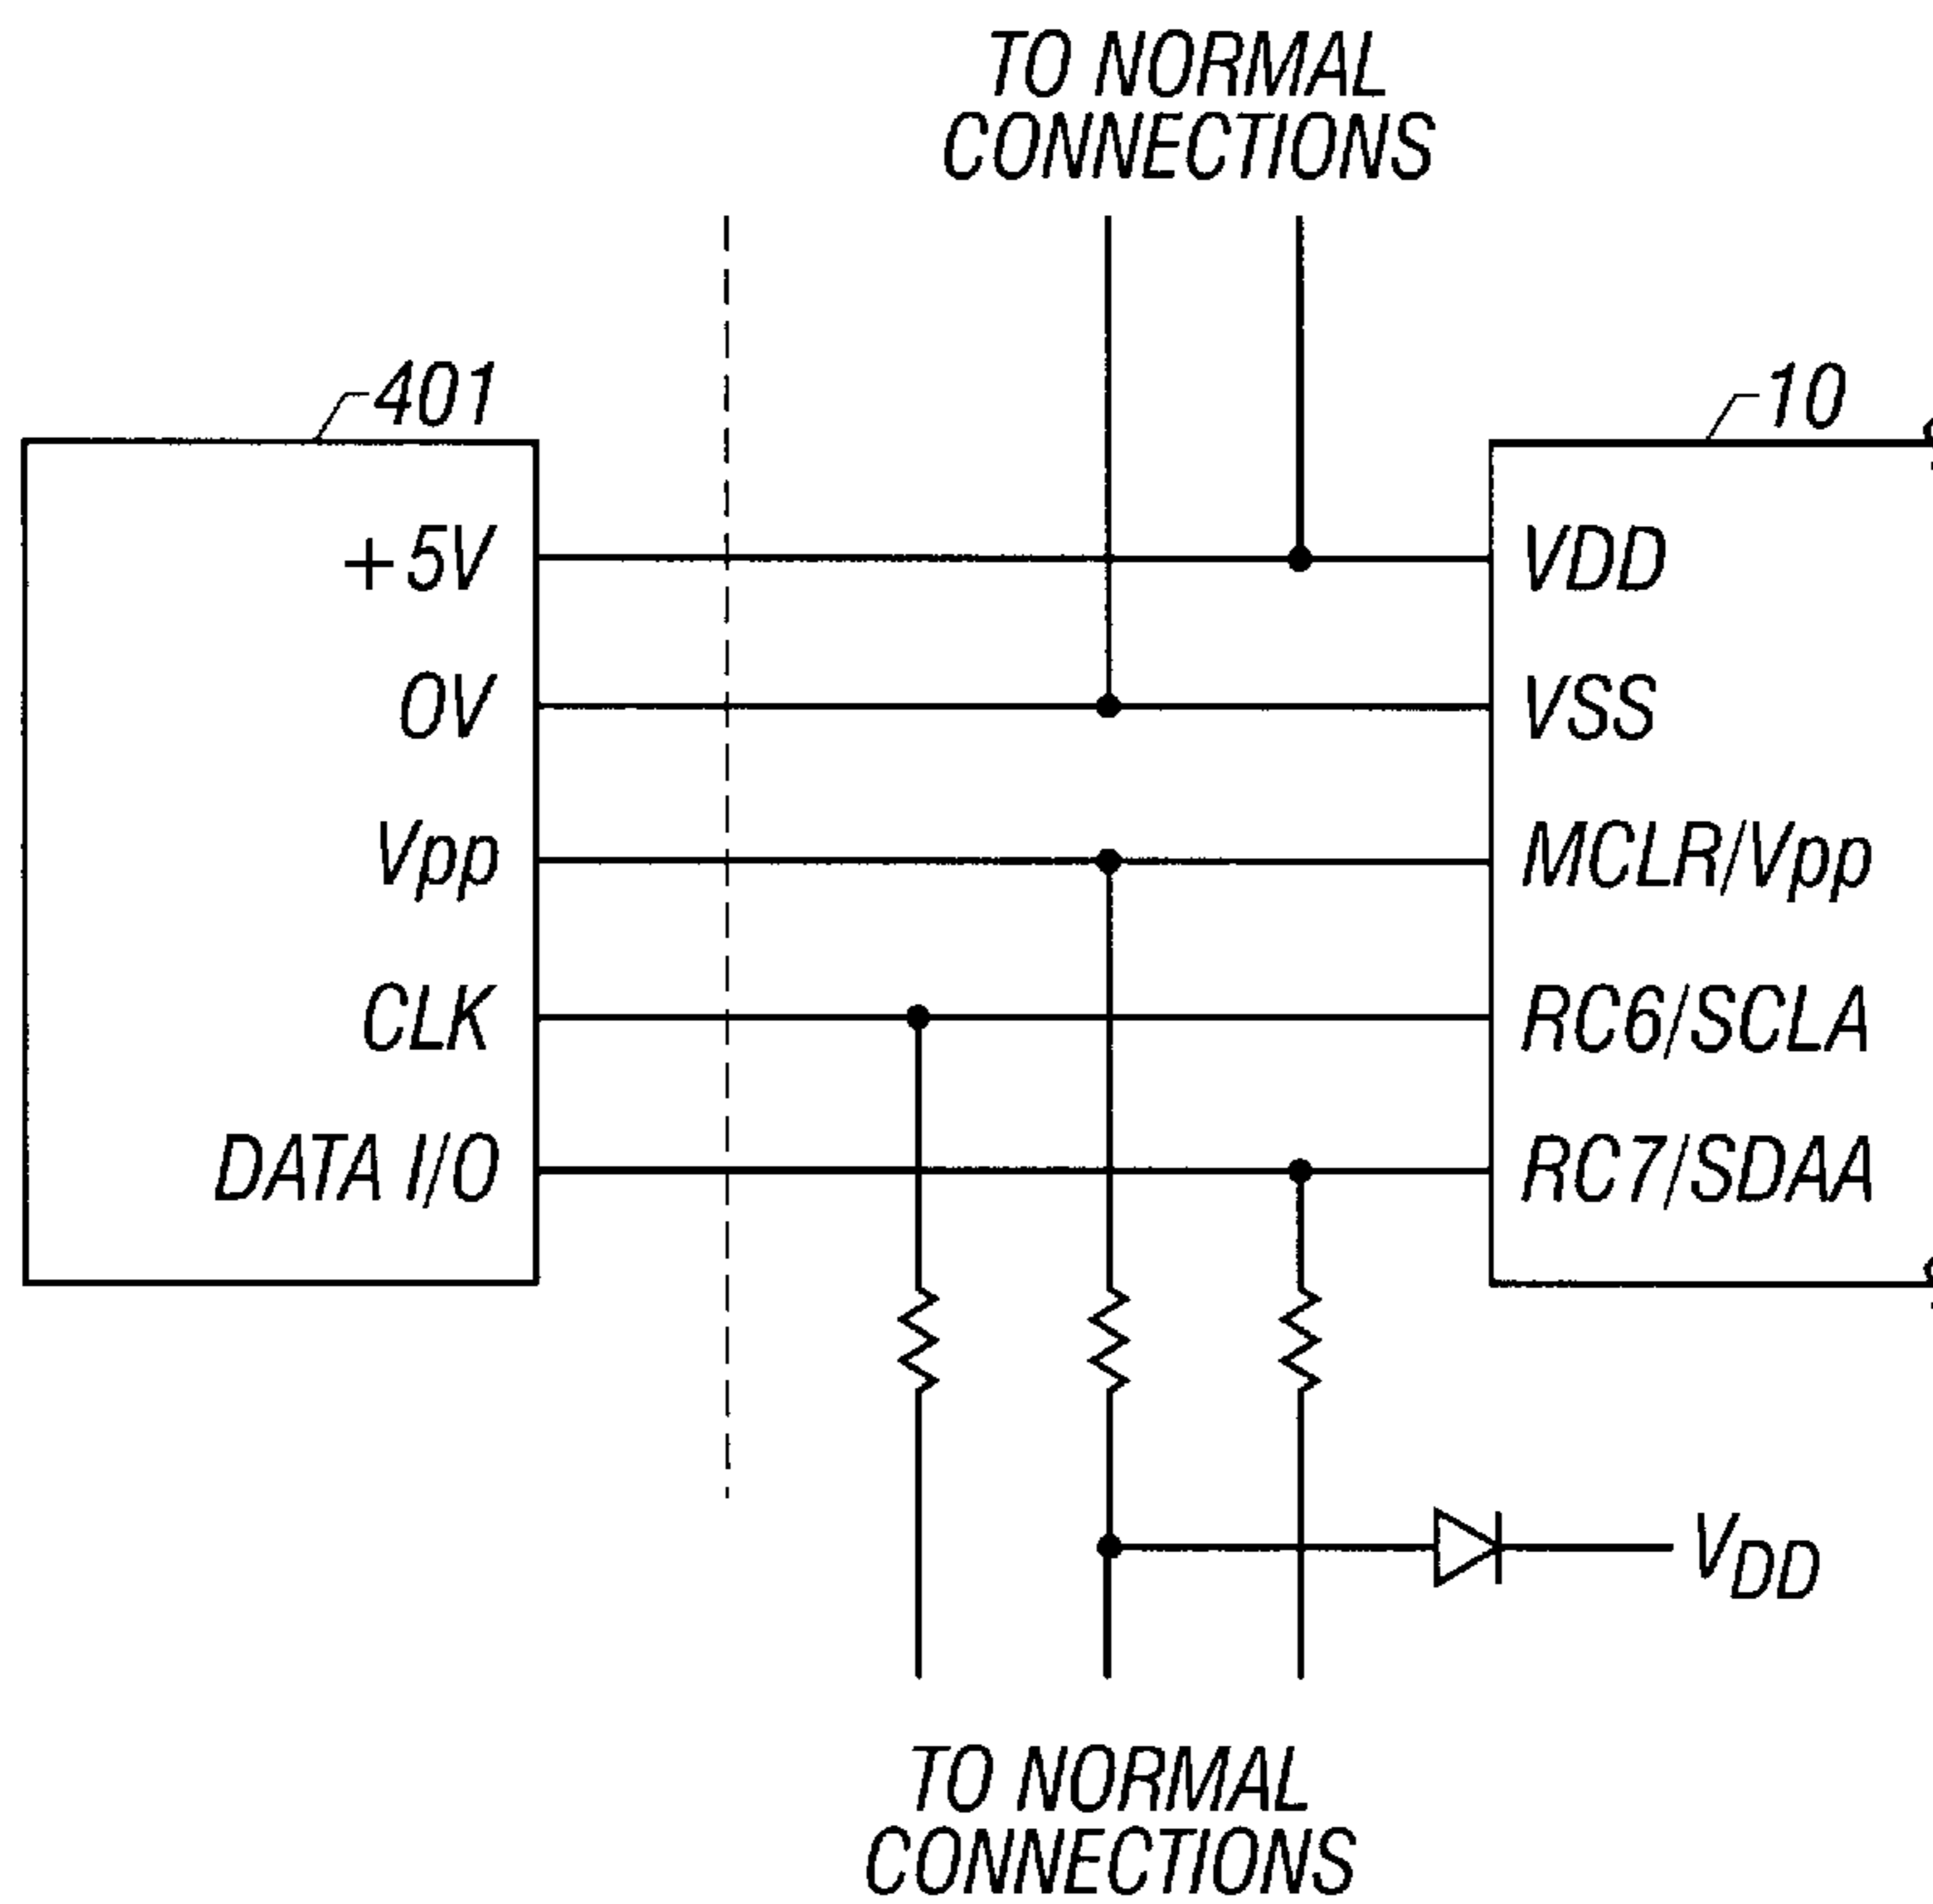 TO NORMAL
CONNECTIONS
401
10
+5V
0V
Vpp
CLK
DATA I/O
VDD
VSS
MCLR/Vpp
RC6/SCLA
RC7/SDAA
VDD
TO NORMAL
CONNECTIONS